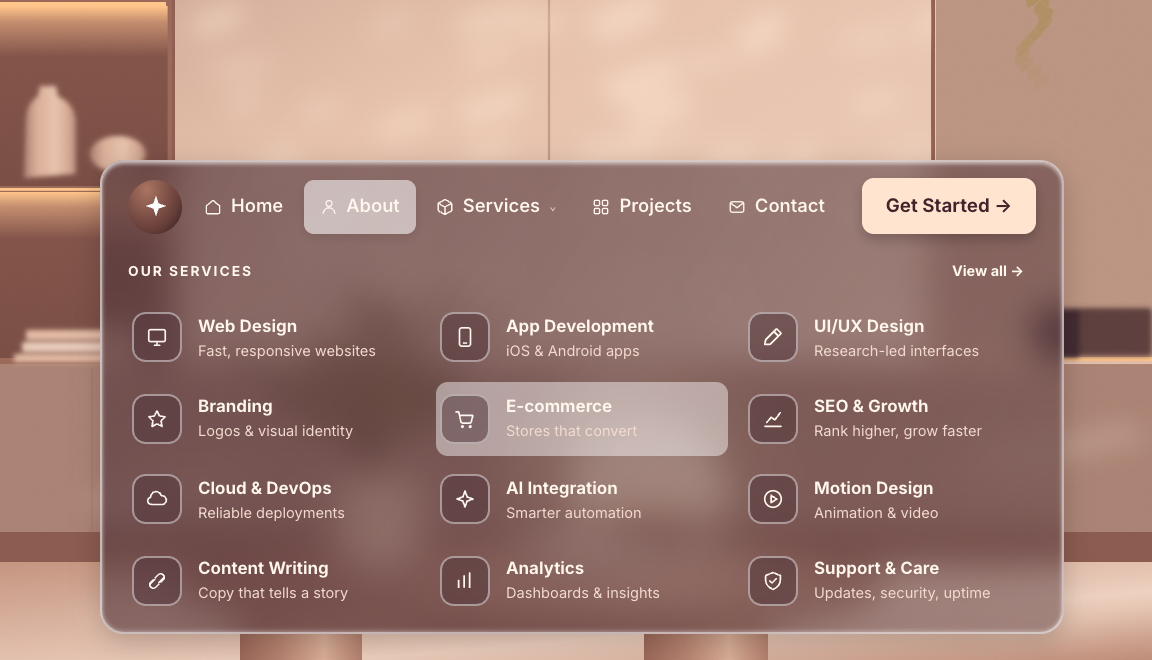 Home
About
Services
Projects
Contact
Get Started →
OUR SERVICES
View all →
Web Design
Fast, responsive websites
App Development
iOS & Android apps
UI/UX Design
Research-led interfaces
Branding
Logos & visual identity
E-commerce
Stores that convert
SEO & Growth
Rank higher, grow faster
Cloud & DevOps
Reliable deployments
AI Integration
Smarter automation
Motion Design
Animation & video
Content Writing
Copy that tells a story
Analytics
Dashboards & insights
Support & Care
Updates, security, uptime